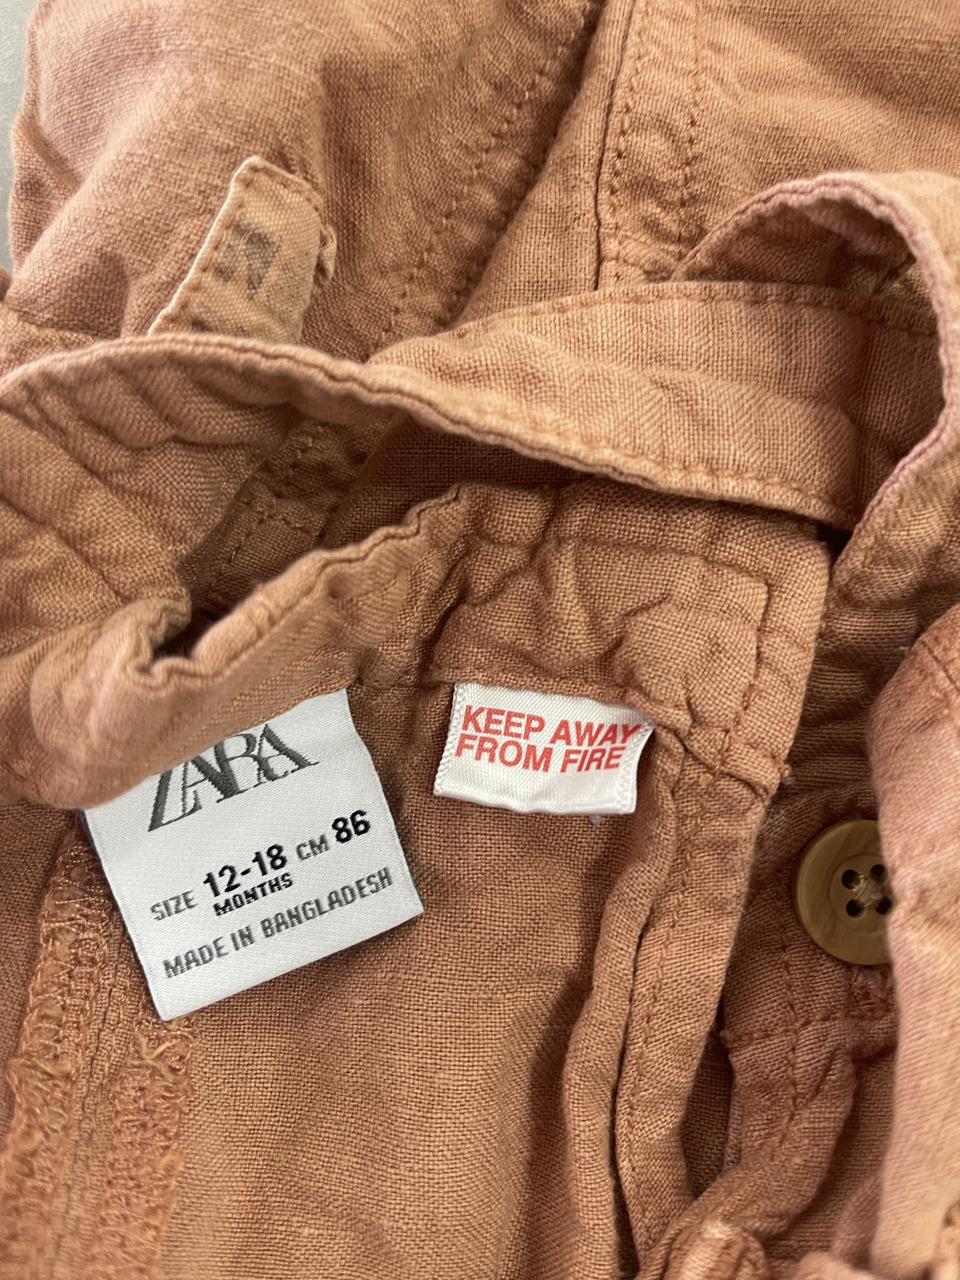 ZARA
SIZE 12-18 CM 86
MONTHS
MADE IN BANGLADESH
KEEP AWAY
FROM FIRE